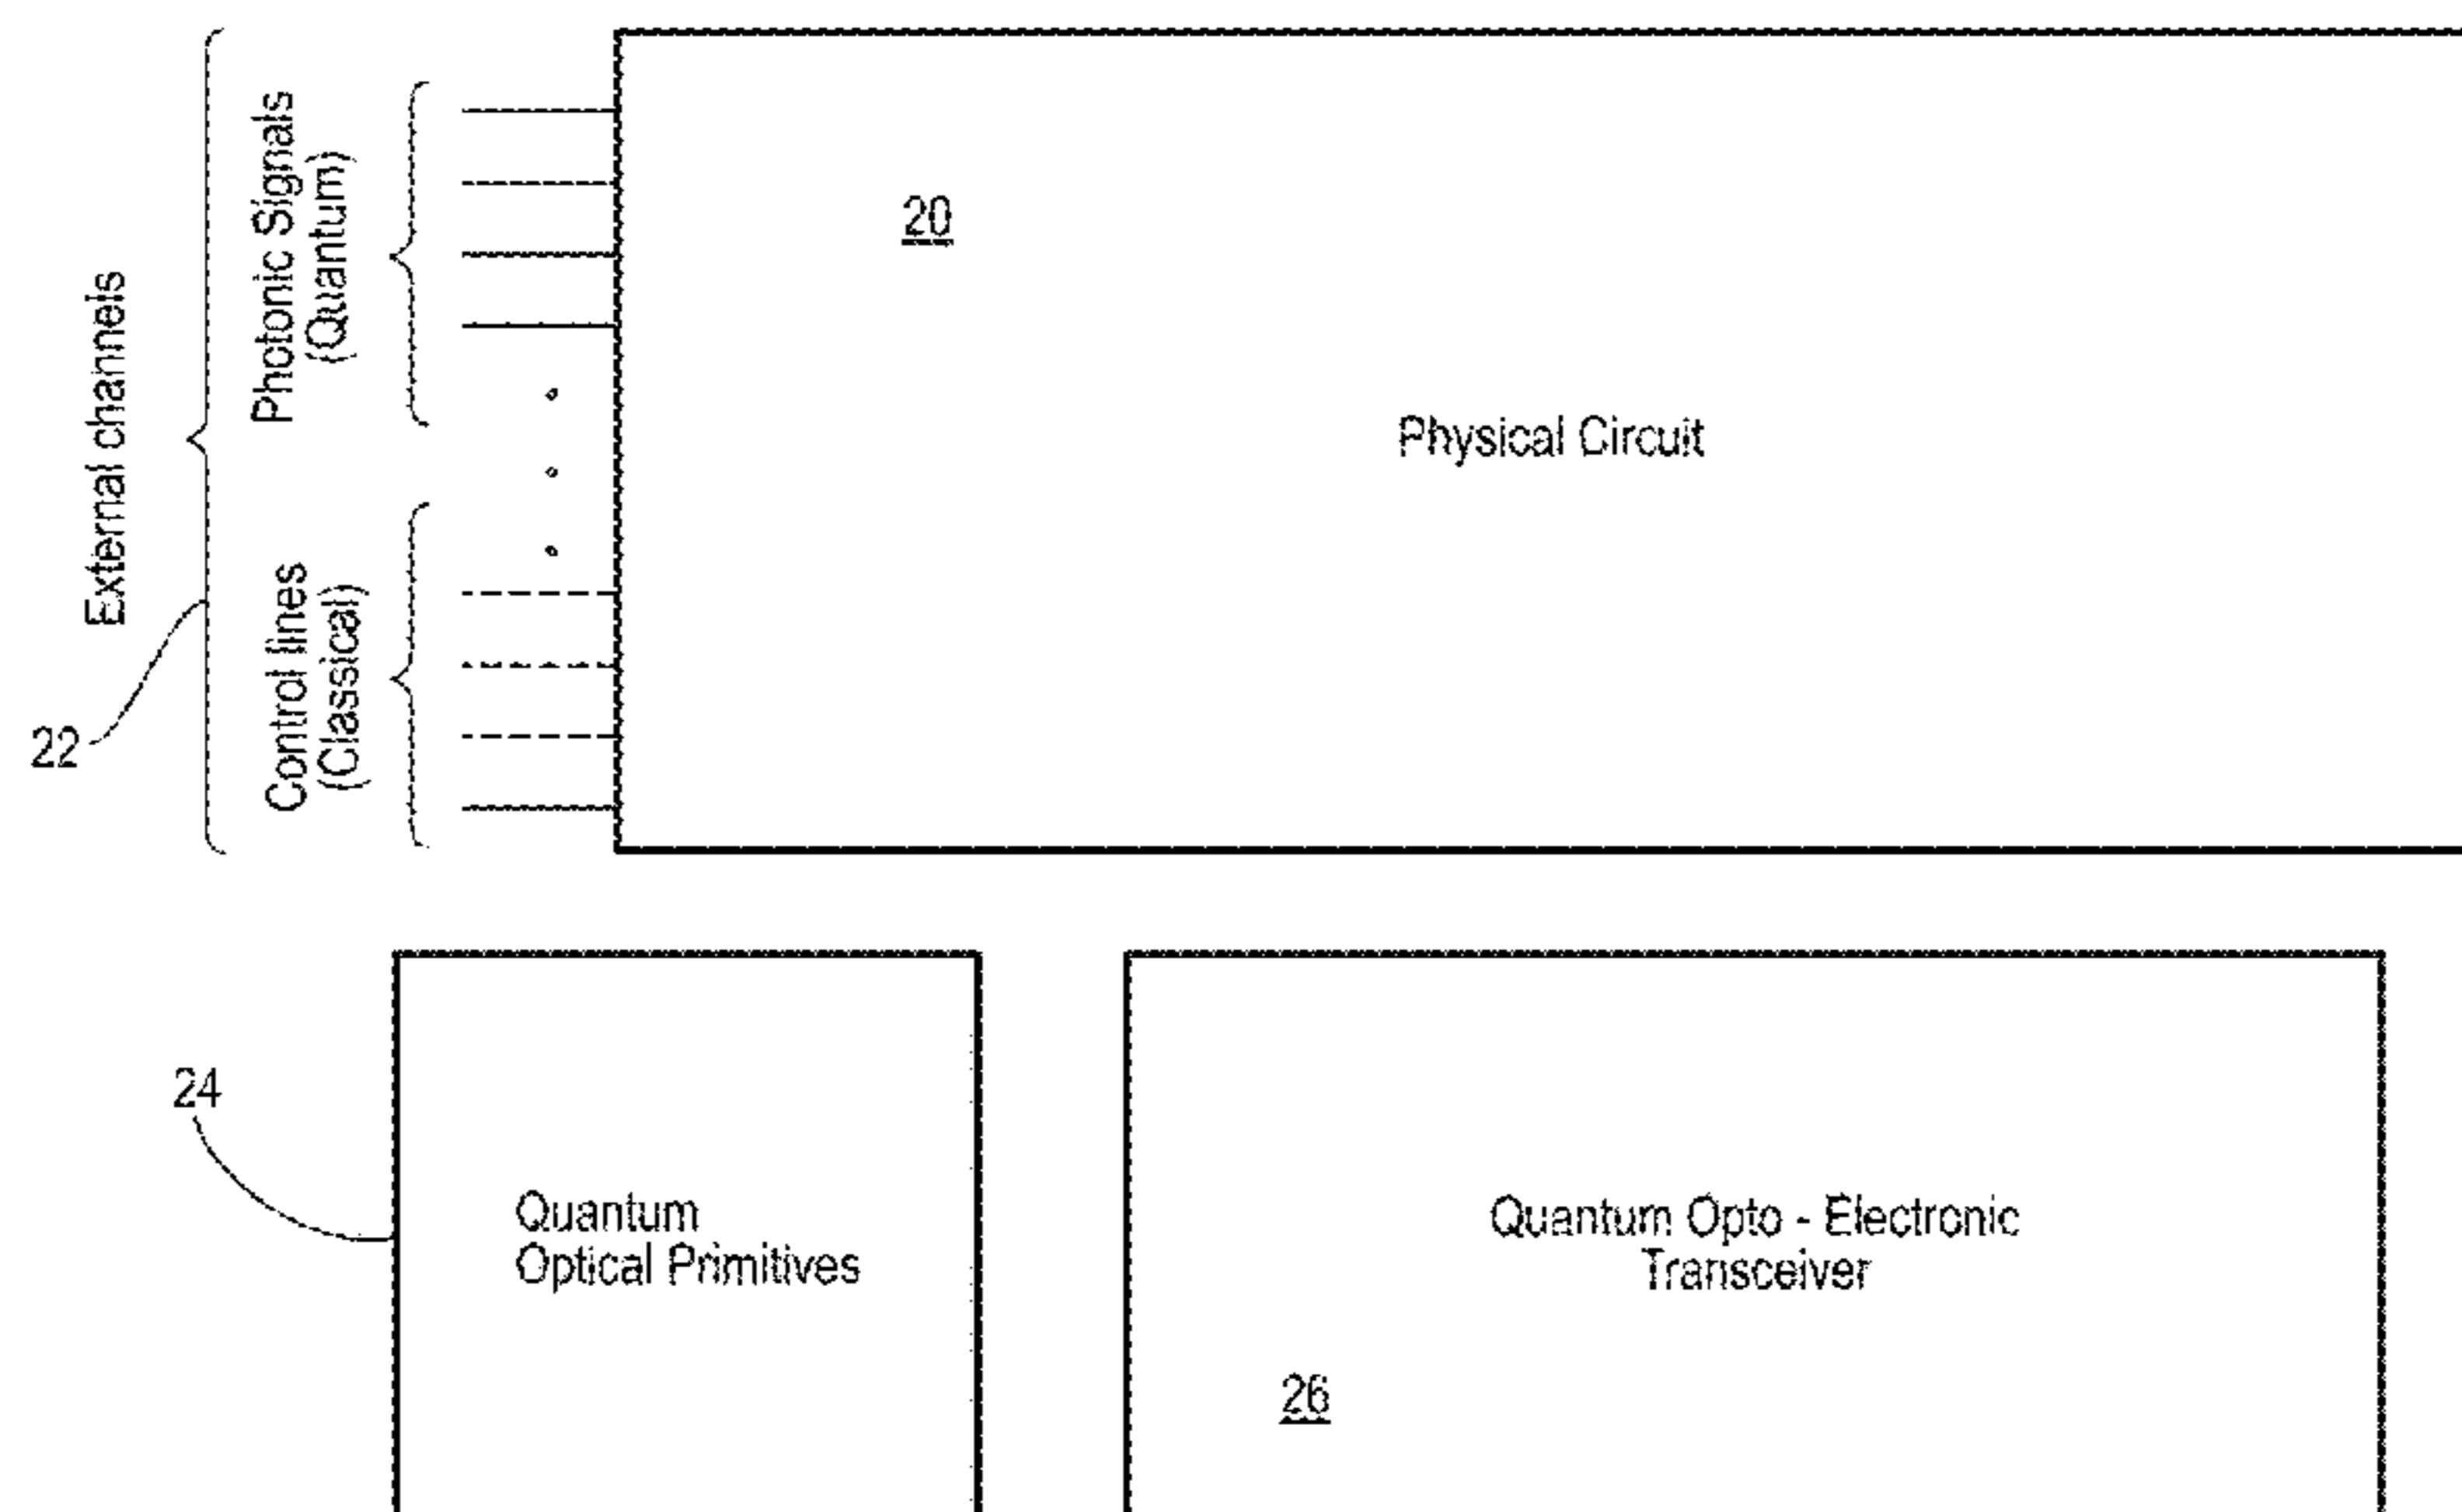 External channels
Photonic Signals
(Quantum)
Control lines
(Classical)
22
20
Physical Circuit
24
Quantum
Optical Primitives
Quantum Opto - Electronic
Transceiver
26